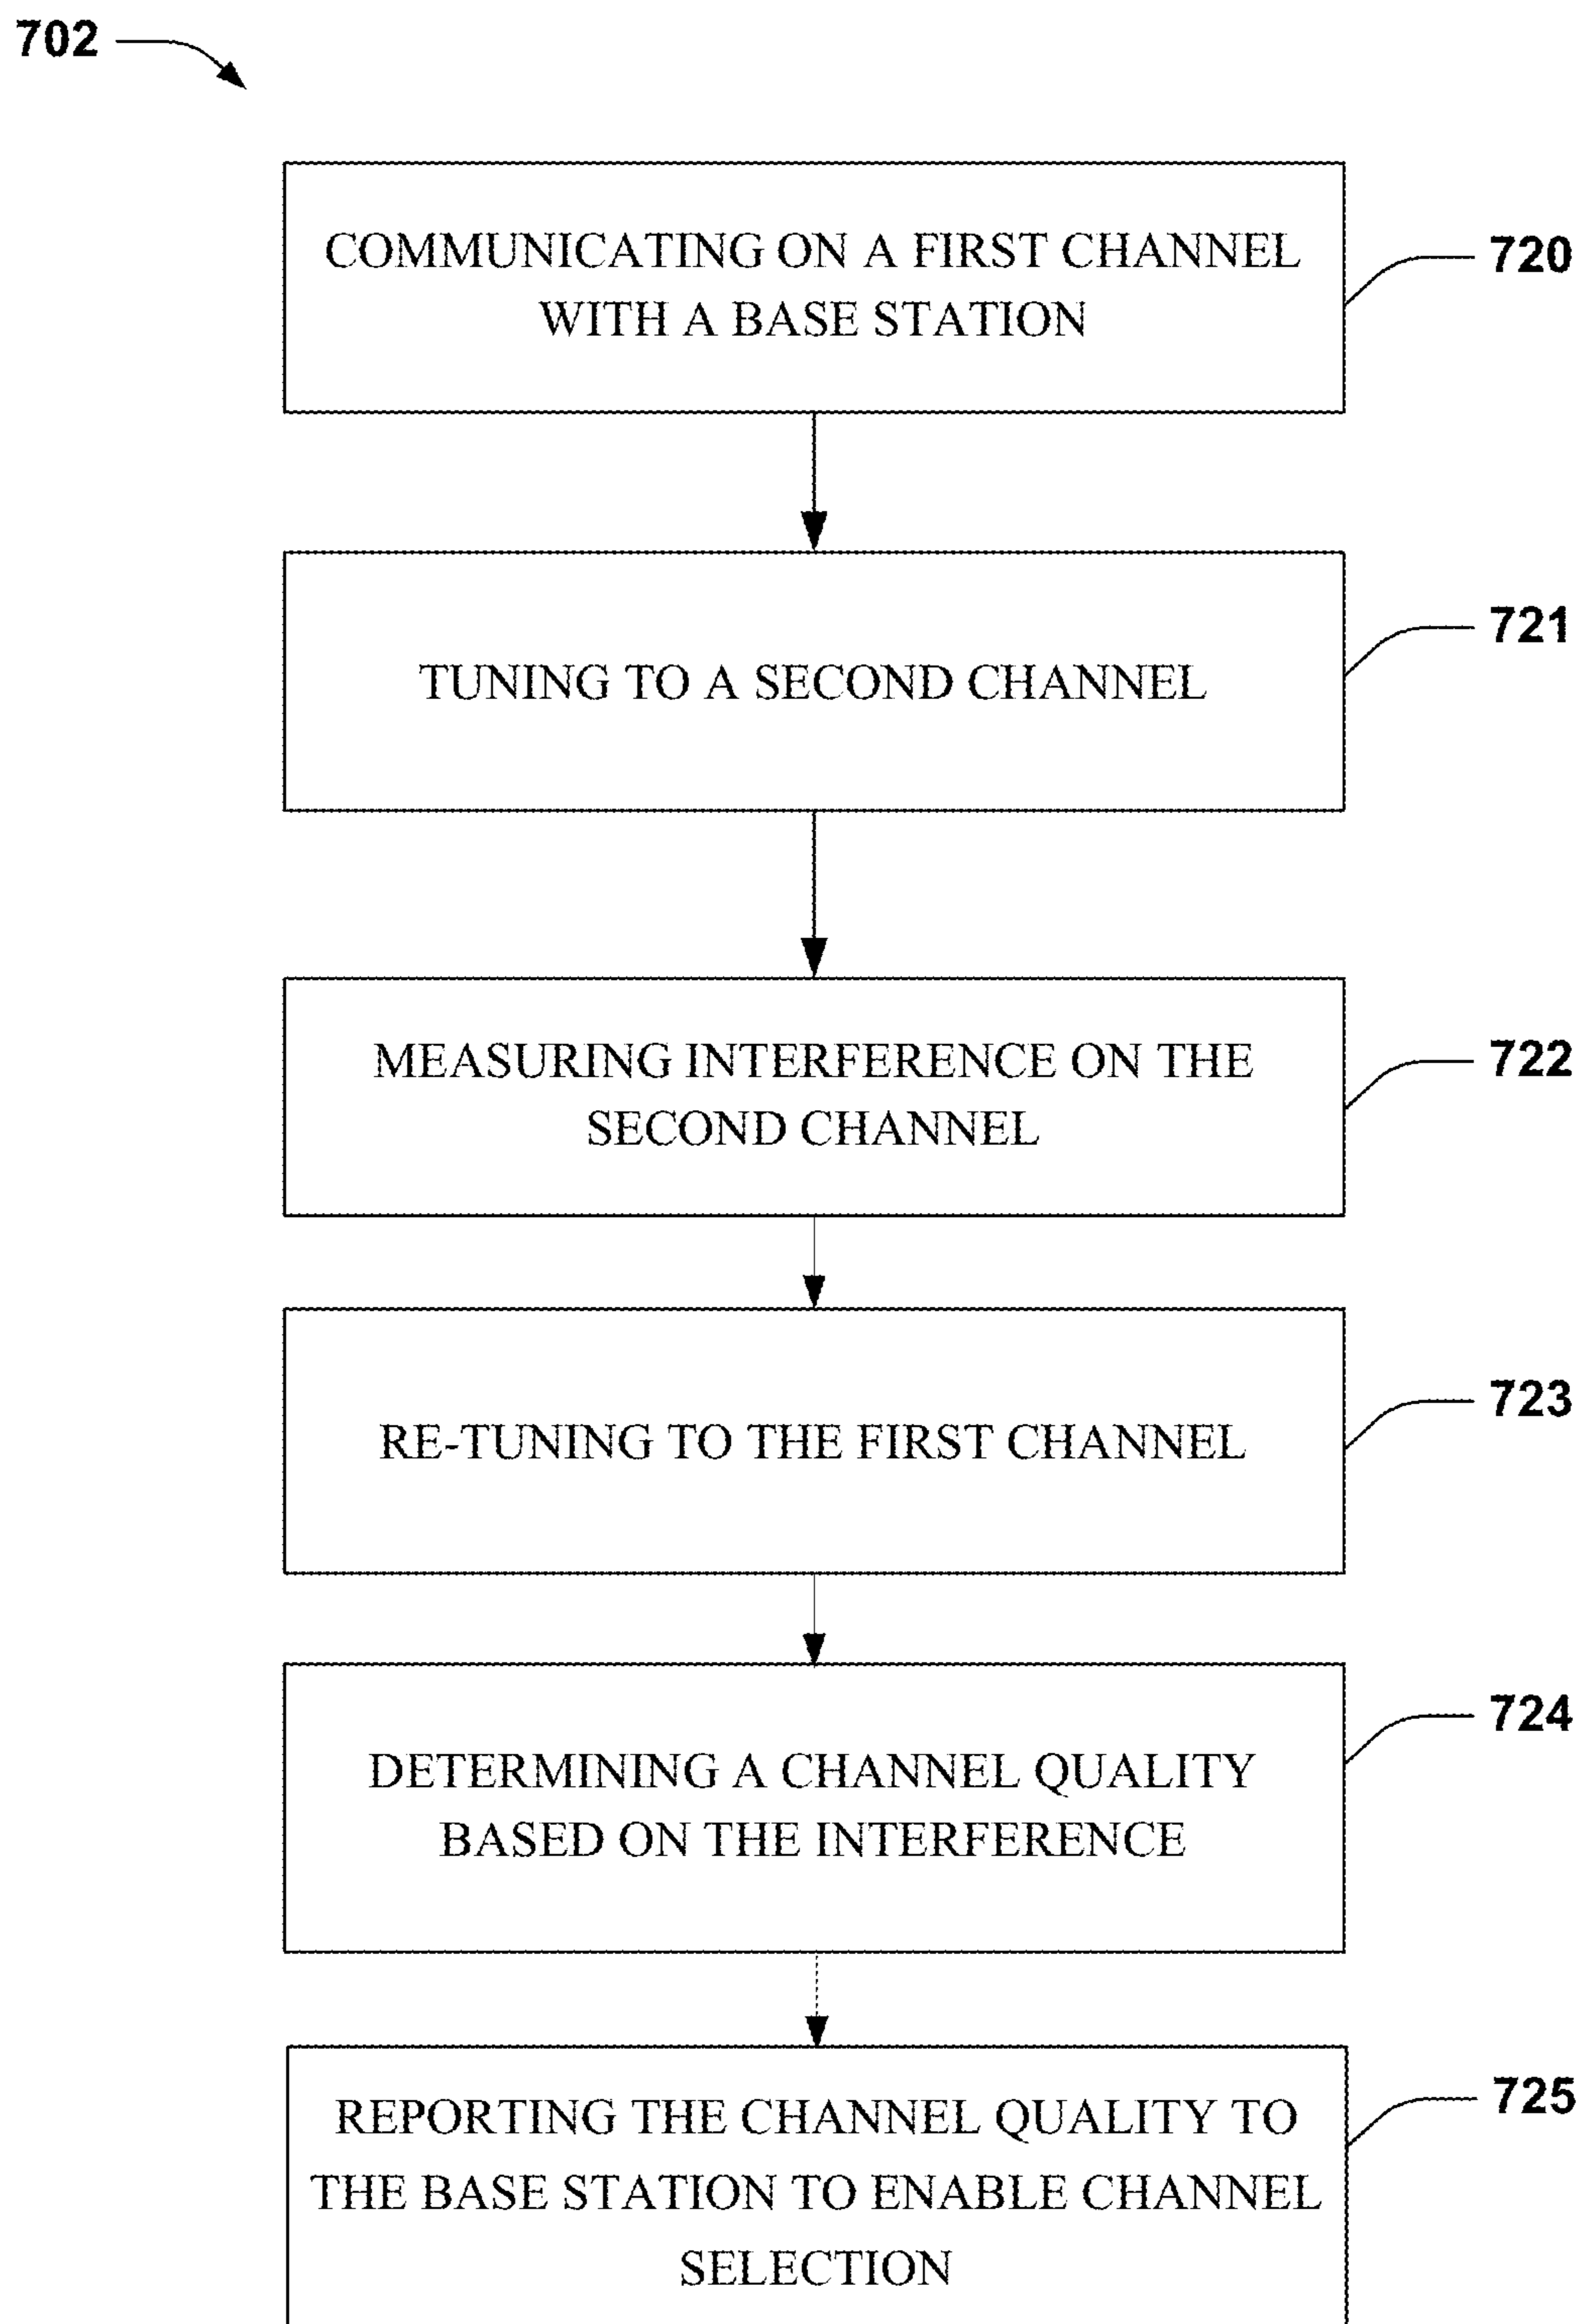 702
COMMUNICATING ON A FIRST CHANNEL
WITH A BASE STATION
720
TUNING TO A SECOND CHANNEL
721
MEASURING INTERFERENCE ON THE
SECOND CHANNEL
722
RE-TUNING TO THE FIRST CHANNEL
723
DETERMINING A CHANNEL QUALITY
BASED ON THE INTERFERENCE
724
REPORTING THE CHANNEL QUALITY TO
THE BASE STATION TO ENABLE CHANNEL
SELECTION
725